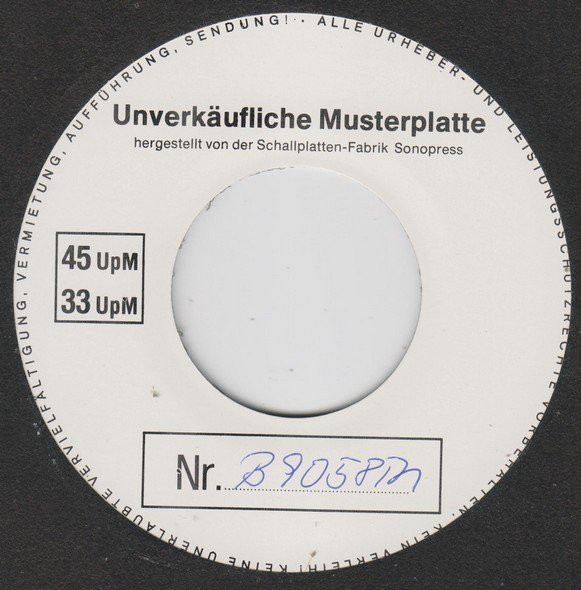 ALLE URHEBER- UND LEISTUNGSSCHUTZRECHTE VORBEHALTEN. KEIN VERLEIH! KEINE UNERLAUBTE VERVIELFÄLTIGUNG, VERMIETUNG, AUFFÜHRUNG, SENDUNG! ·
Unverkäufliche Musterplatte
hergestellt von der Schallplatten-Fabrik Sonopress
45 UpM
33 UpM
Nr. B9058